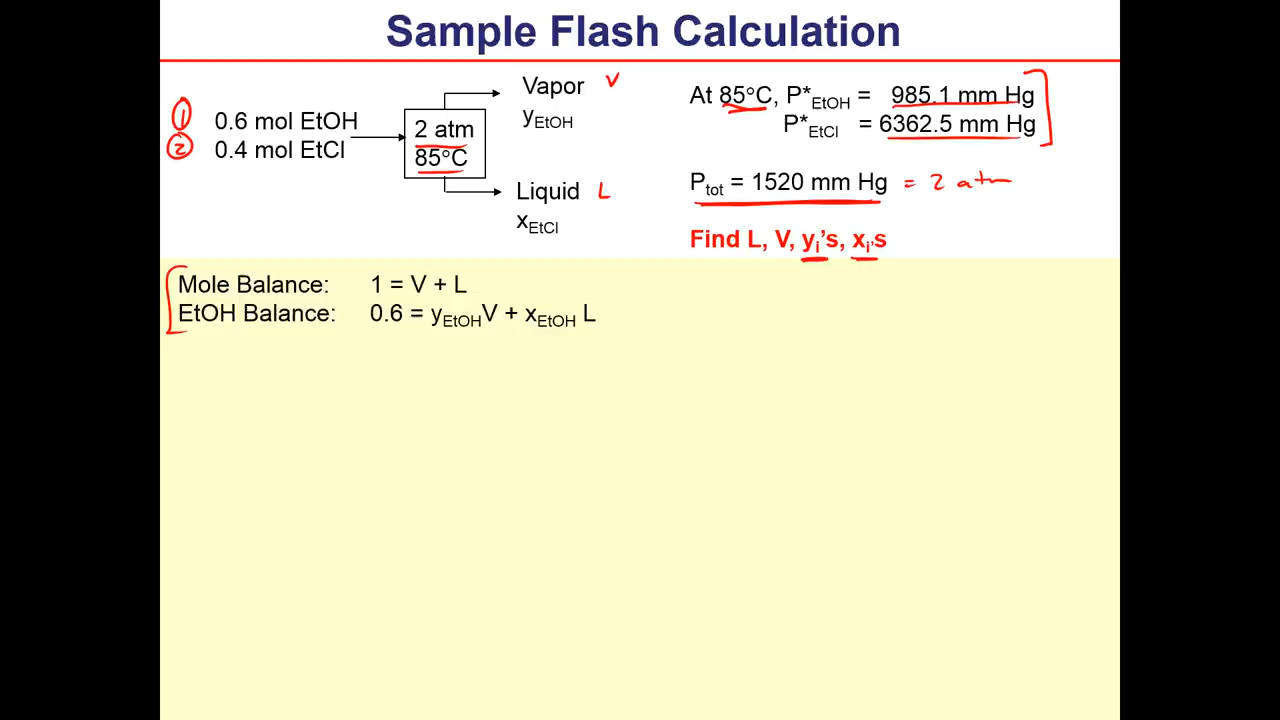 Sample Flash Calculation
① 0.6 mol EtOH
② 0.4 mol EtCl
2 atm
85°C
Vapor V
yEtOH
Liquid L
xEtCl
At 85°C, P*EtOH = 985.1 mm Hg
P*EtCl = 6362.5 mm Hg
Ptot = 1520 mm Hg = 2 atm
Find L, V, yi's, xi's
Mole Balance: 1 = V + L
EtOH Balance: 0.6 = yEtOHV + xEtOH L